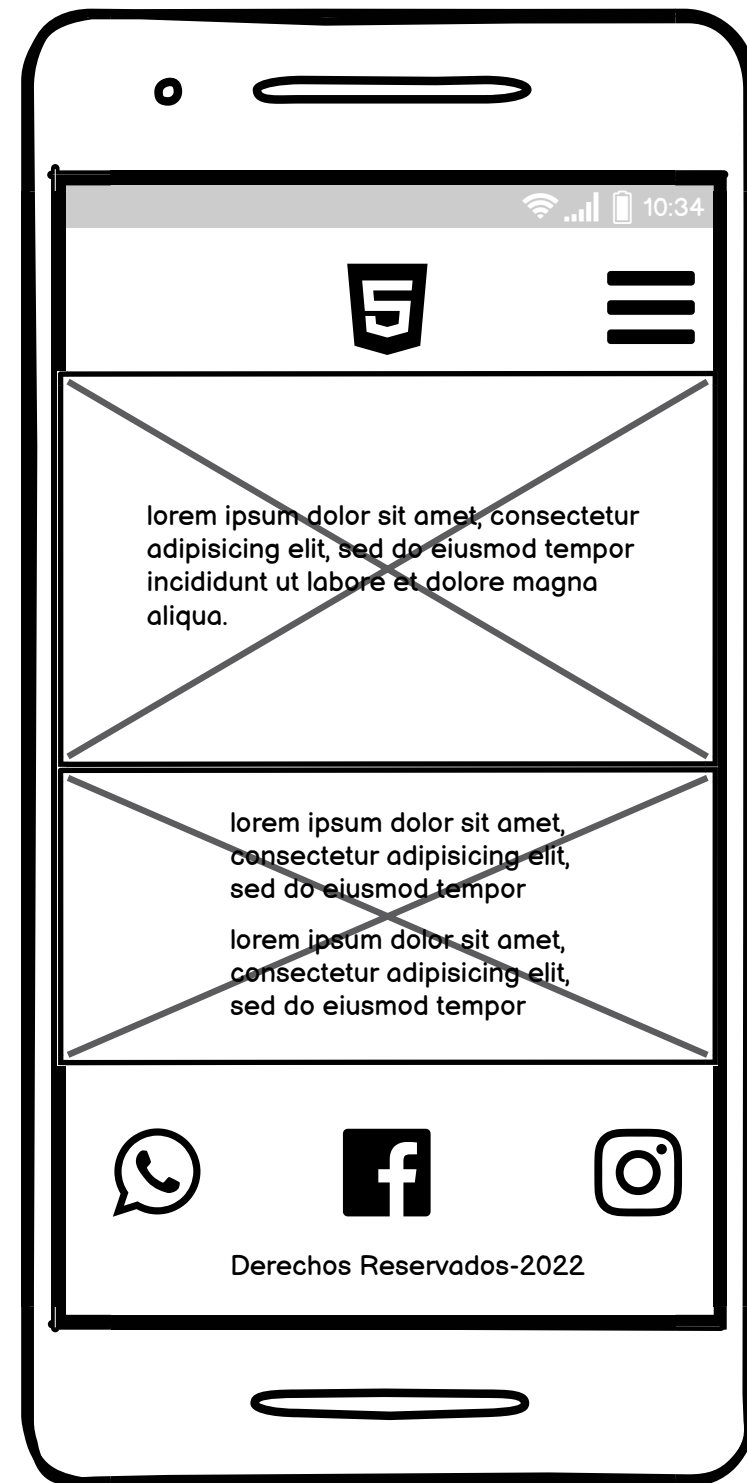 10:34
lorem ipsum dolor sit amet, consectetur
adipisicing elit, sed do eiusmod tempor
incididunt ut labore et dolore magna
aliqua.
lorem ipsum dolor sit amet,
consectetur adipisicing elit,
sed do eiusmod tempor
lorem ipsum dolor sit amet,
consectetur adipisicing elit,
sed do eiusmod tempor
Derechos Reservados-2022